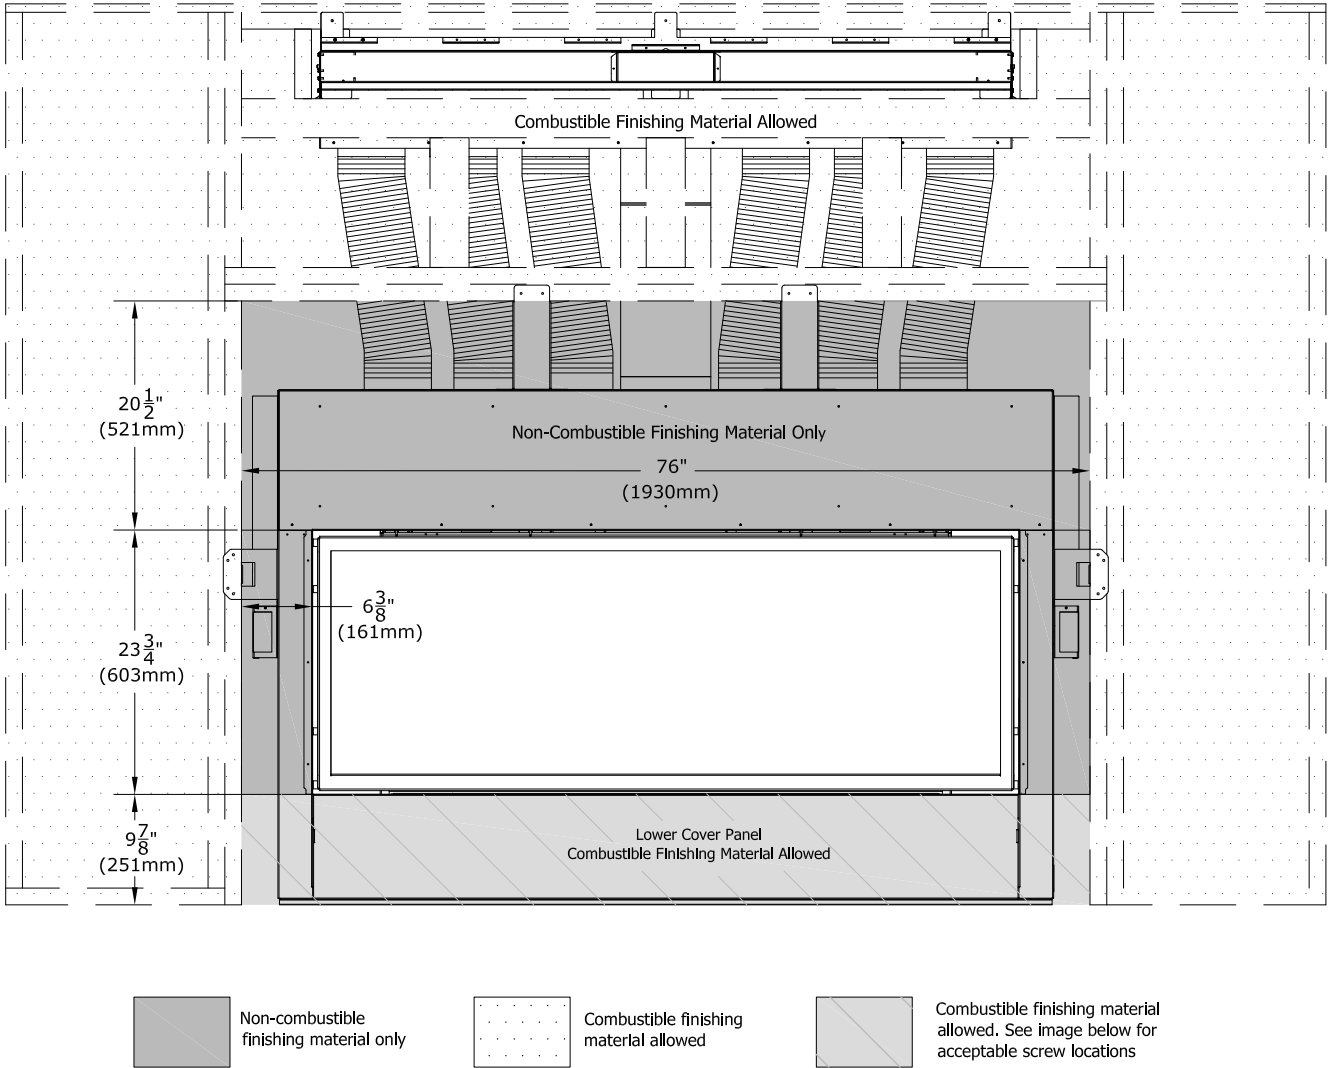 Combustible Finishing Material Allowed
20 1/2"
(521mm)
Non-Combustible Finishing Material Only
76"
(1930mm)
6 3/8"
(161mm)
23 3/4"
(603mm)
9 7/8"
(251mm)
Lower Cover Panel
Combustible Finishing Material Allowed
Non-combustible
finishing material only
Combustible finishing
material allowed
Combustible finishing material
allowed. See image below for
acceptable screw locations